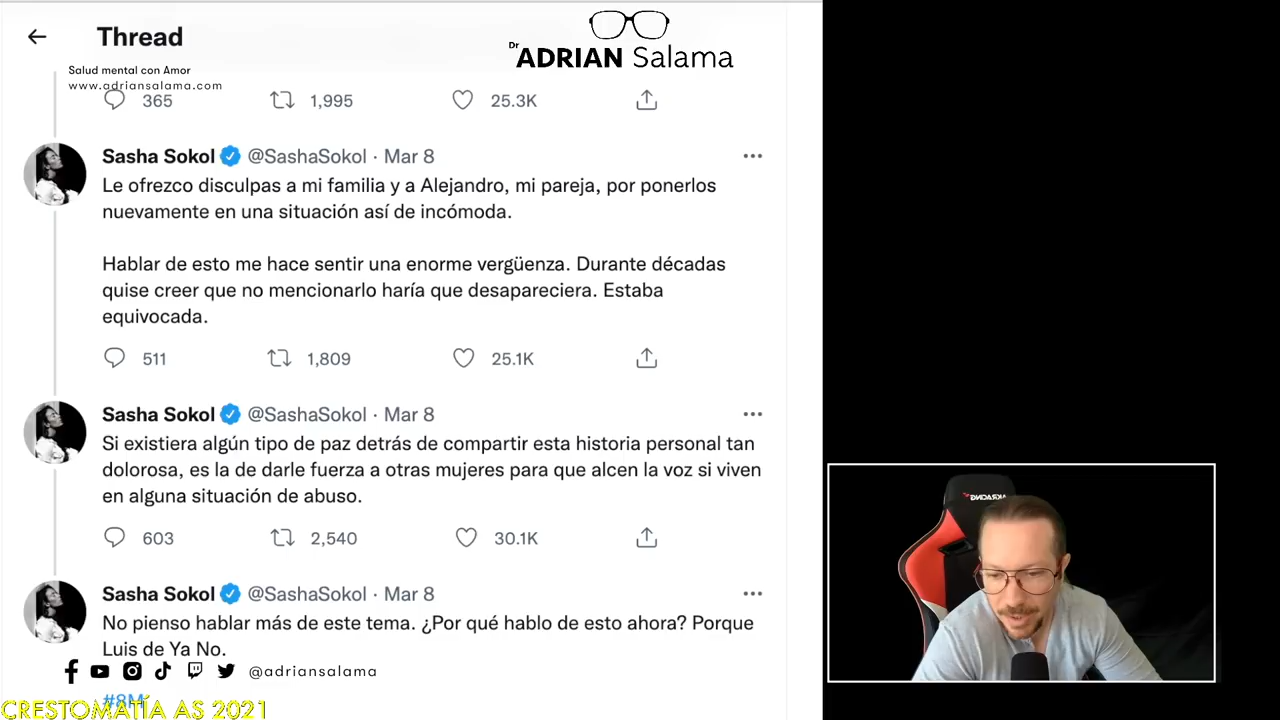 Thread
Dr ADRIAN Salama
Salud mental con Amor
www.adriansalama.com
365 1,995 25.3K
Sasha Sokol @SashaSokol · Mar 8
Le ofrezco disculpas a mi familia y a Alejandro, mi pareja, por ponerlos
nuevamente en una situación así de incómoda.
Hablar de esto me hace sentir una enorme vergüenza. Durante décadas
quise creer que no mencionarlo haría que desapareciera. Estaba
equivocada.
511 1,809 25.1K
Sasha Sokol @SashaSokol · Mar 8
Si existiera algún tipo de paz detrás de compartir esta historia personal tan
dolorosa, es la de darle fuerza a otras mujeres para que alcen la voz si viven
en alguna situación de abuso.
603 2,540 30.1K
Sasha Sokol @SashaSokol · Mar 8
No pienso hablar más de este tema. ¿Por qué hablo de esto ahora? Porque
Luis de Ya No.
@adriansalama
#8M
CRESTOMATÍA AS 2021
AKRACING